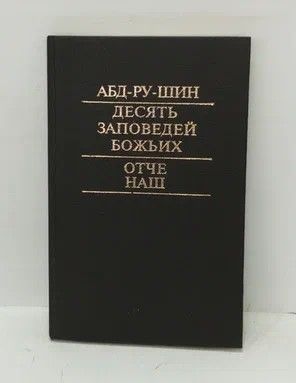 АБД-РУ-ШИН
ДЕСЯТЬ
ЗАПОВЕДЕЙ
БОЖЬИХ
ОТЧЕ
НАШ